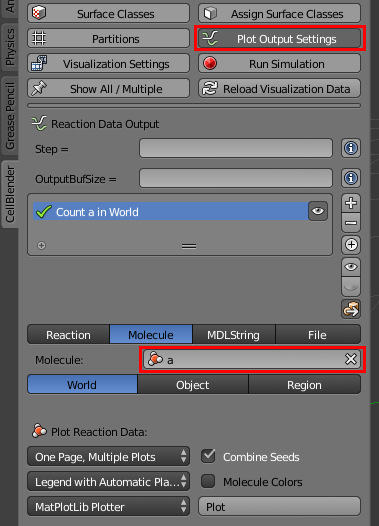 An
Surface Classes
Assign Surface Classes
Physics
Partitions
Plot Output Settings
Visualization Settings
Run Simulation
Grease Pencil
Show All / Multiple
Reload Visualization Data
Reaction Data Output
Step =
CellBlender
OutputBufSize =
Count a in World
Reaction
Molecule
MDLString
File
Molecule:
a
World
Object
Region
Plot Reaction Data:
One Page, Multiple Plots
Combine Seeds
Legend with Automatic Pla...
Molecule Colors
MatPlotLib Plotter
Plot